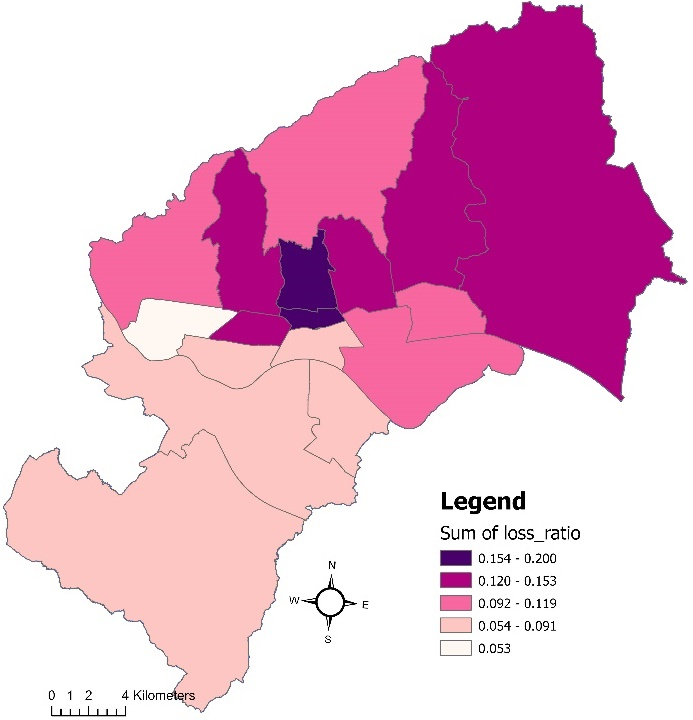 Legend
Sum of loss_ratio
0.154 - 0.200
0.120 - 0.153
0.092 - 0.119
0.054 - 0.091
0.053
N
W E
S
0 1 2 4 Kilometers